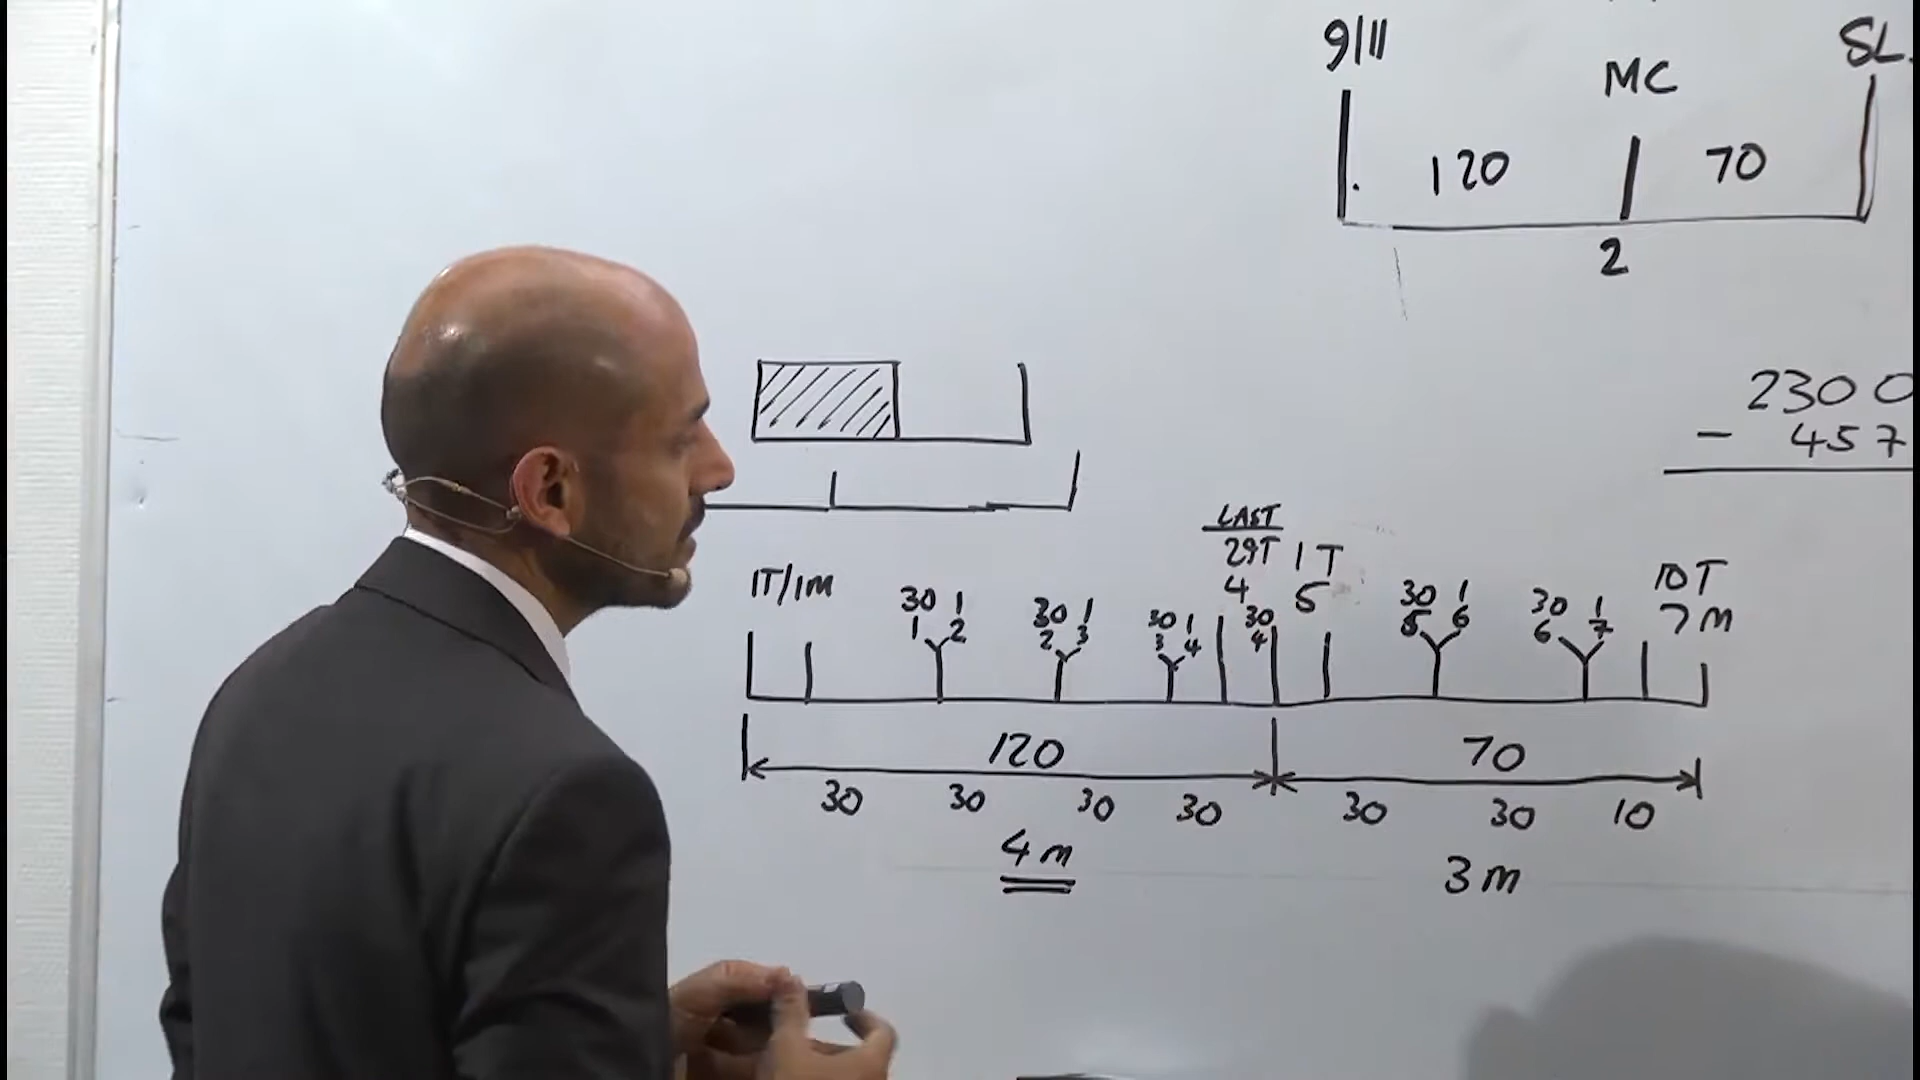 9/11
MC
SL.
120
70
2
2300
- 457
LAST
29T
4
1T
5
1T/1M
30 1
1 2
30 1
2 3
30 1
3 4
30
4
30 1
5 6
30 1
6 7
10T
7M
120
70
30 30 30 30 30 30 10
4m
3m